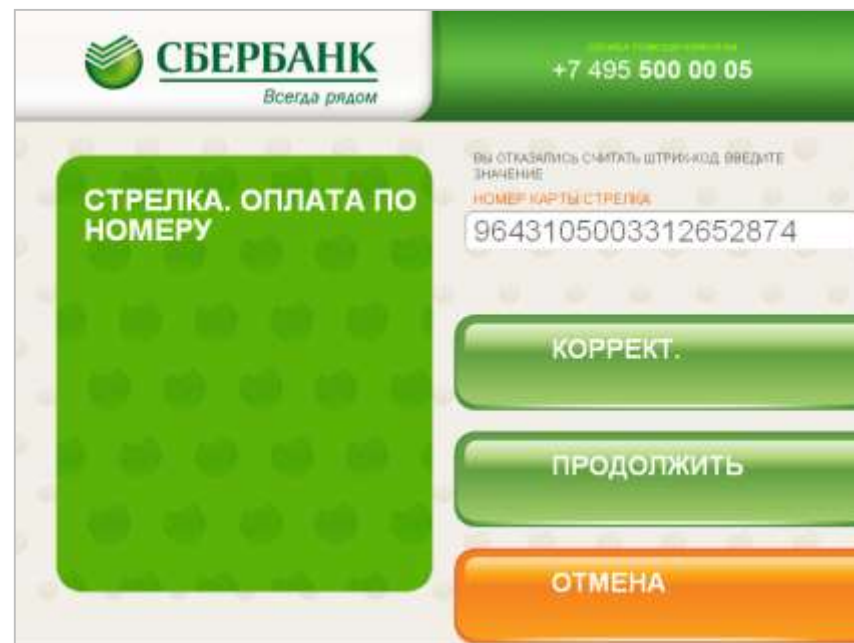 СБЕРБАНК
Всегда рядом
+7 495 500 00 05
СТРЕЛКА. ОПЛАТА ПО
НОМЕРУ
ВЫ ОТКАЗАЛИСЬ СЧИТАТЬ ШТРИХ-КОД. ВВЕДИТЕ
ЗНАЧЕНИЕ
НОМЕР КАРТЫ СТРЕЛКА
9643105003312652874
КОРРЕКТ.
ПРОДОЛЖИТЬ
ОТМЕНА